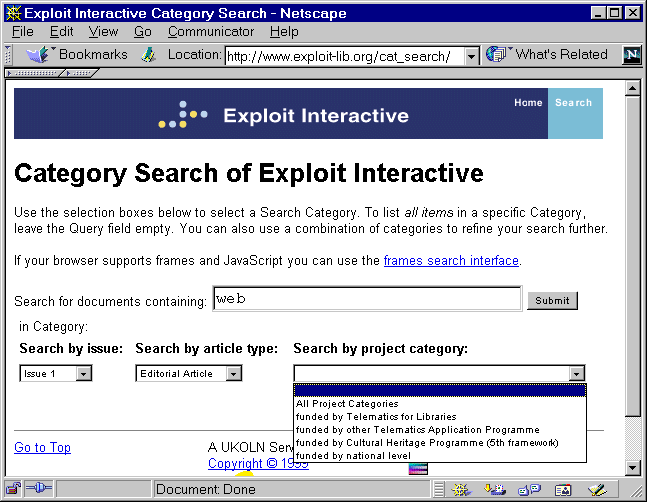 Exploit Interactive Category Search - Netscape
File Edit View Go Communicator Help
Bookmarks Location: http://www.exploit-lib.org/cat_search/ What's Related N
Exploit Interactive Home Search
Category Search of Exploit Interactive
Use the selection boxes below to select a Search Category. To list all items in a specific Category,
leave the Query field empty. You can also use a combination of categories to refine your search further.
If your browser supports frames and JavaScript you can use the frames search interface.
Search for documents containing: web Submit
in Category:
Search by issue: Search by article type: Search by project category:
Issue 1 Editorial Article
All Project Categories
funded by Telematics for Libraries
funded by other Telematics Application Programme
funded by Cultural Heritage Programme (5th framework)
funded by national level
Go to Top A UKOLN Serv
Copyright © 1999
Document: Done